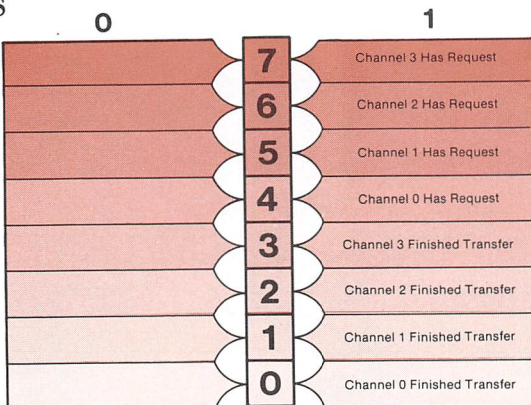 0 1
7 Channel 3 Has Request
6 Channel 2 Has Request
5 Channel 1 Has Request
4 Channel 0 Has Request
3 Channel 3 Finished Transfer
2 Channel 2 Finished Transfer
1 Channel 1 Finished Transfer
0 Channel 0 Finished Transfer